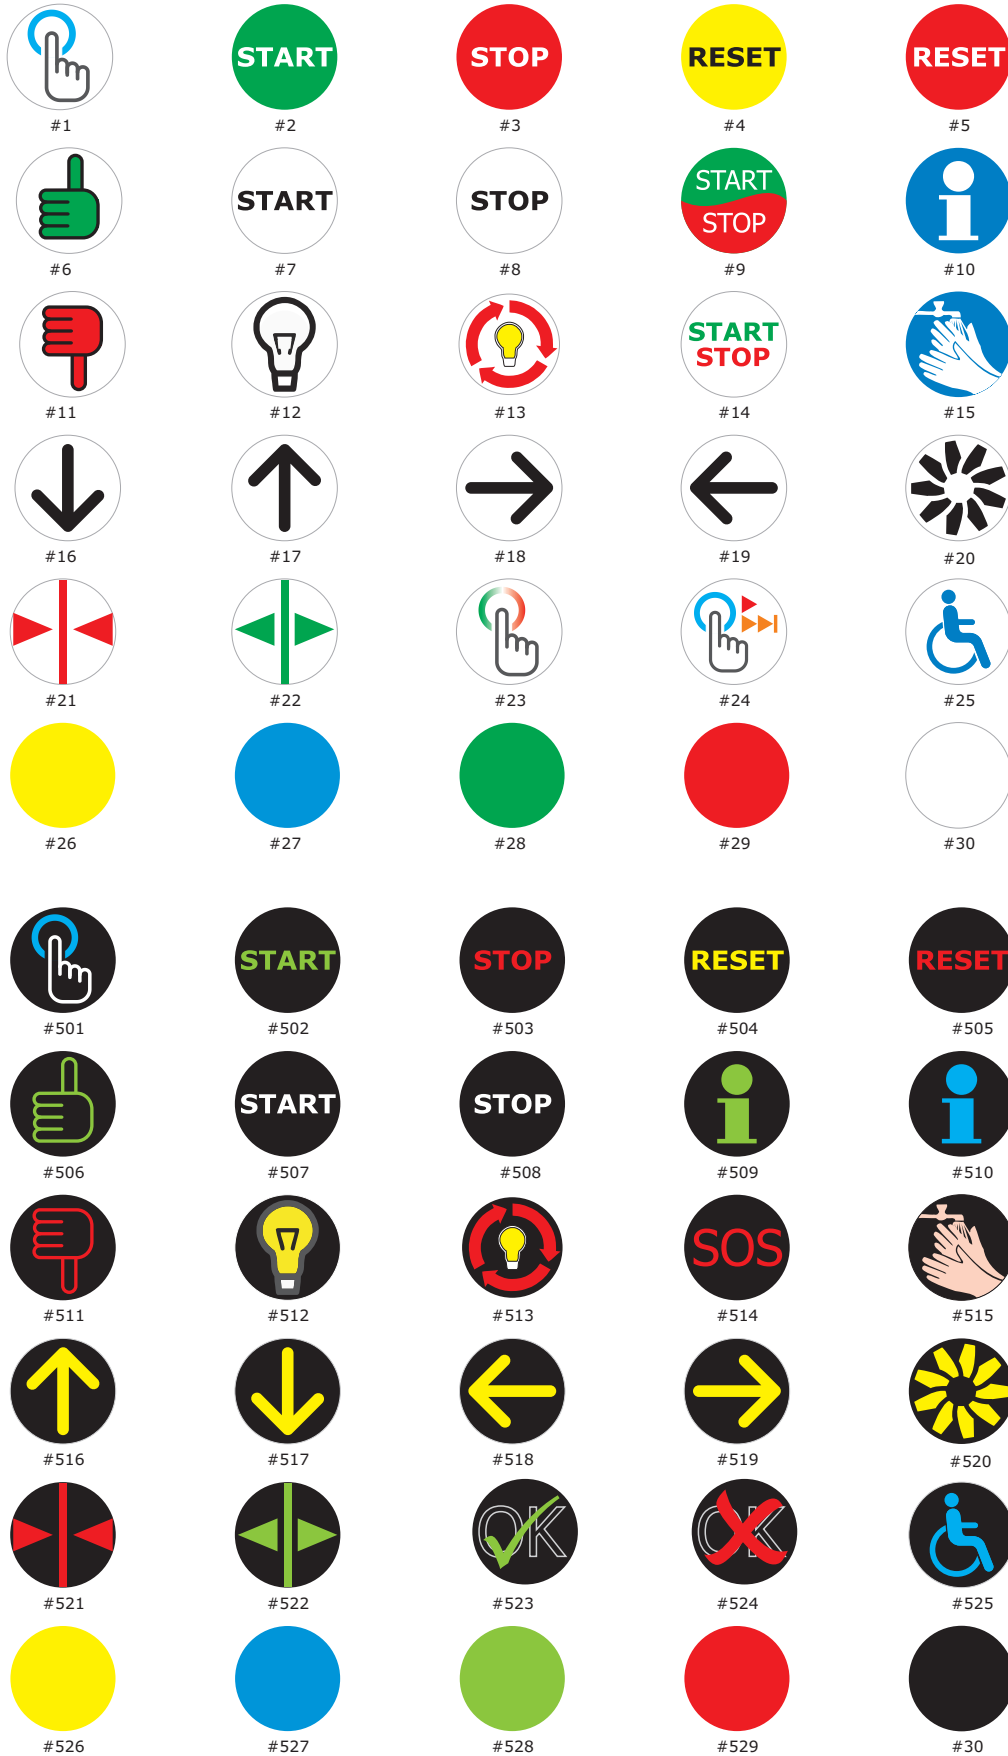 START STOP RESET RESET
#1 #2 #3 #4 #5
START STOP START
STOP
#6 #7 #8 #9 #10
START
STOP
#11 #12 #13 #14 #15
#16 #17 #18 #19 #20
#21 #22 #23 #24 #25
#26 #27 #28 #29 #30
START STOP RESET RESET
#501 #502 #503 #504 #505
START STOP
#506 #507 #508 #509 #510
SOS
#511 #512 #513 #514 #515
#516 #517 #518 #519 #520
OK OK
#521 #522 #523 #524 #525
#526 #527 #528 #529 #30